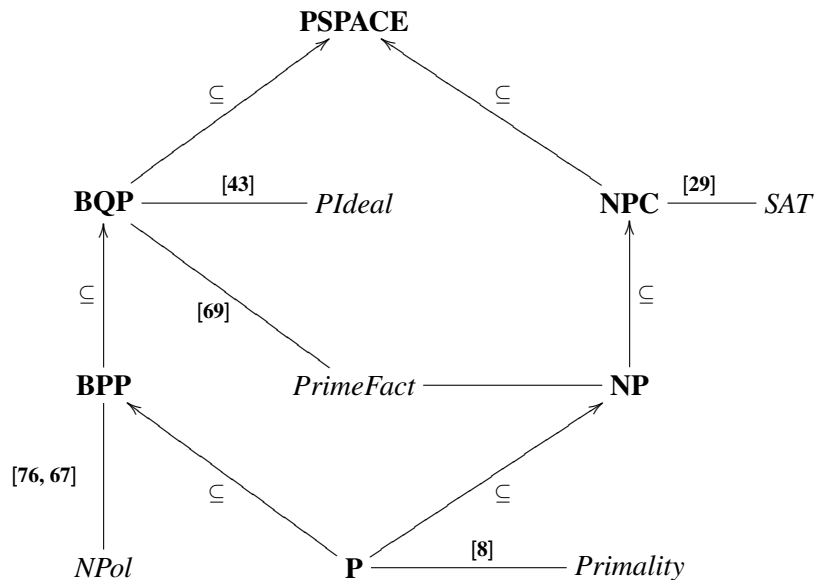 PSPACE
⊆ ⊆
BQP [43] PIdeal NPC [29] SAT
⊆ [69] ⊆
BPP PrimeFact NP
[76, 67] ⊆ ⊆
NPol P [8] Primality